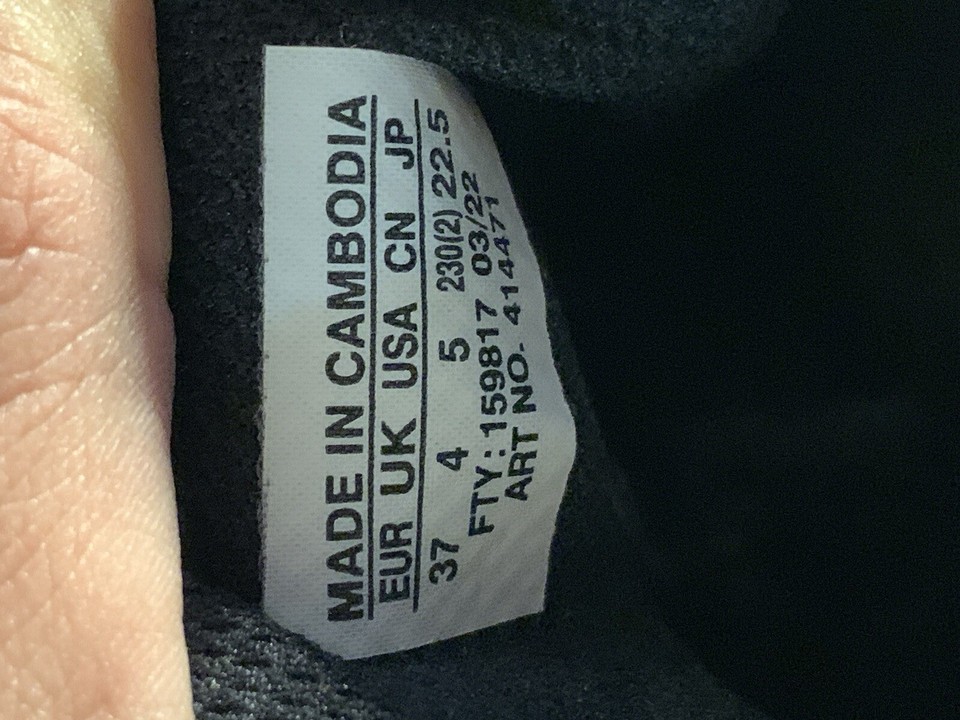 MADE IN CAMBODIA
EUR UK USA CN JP
37 4 5 230(2) 22.5
FTY: 159817 03/22
ART NO. 414471